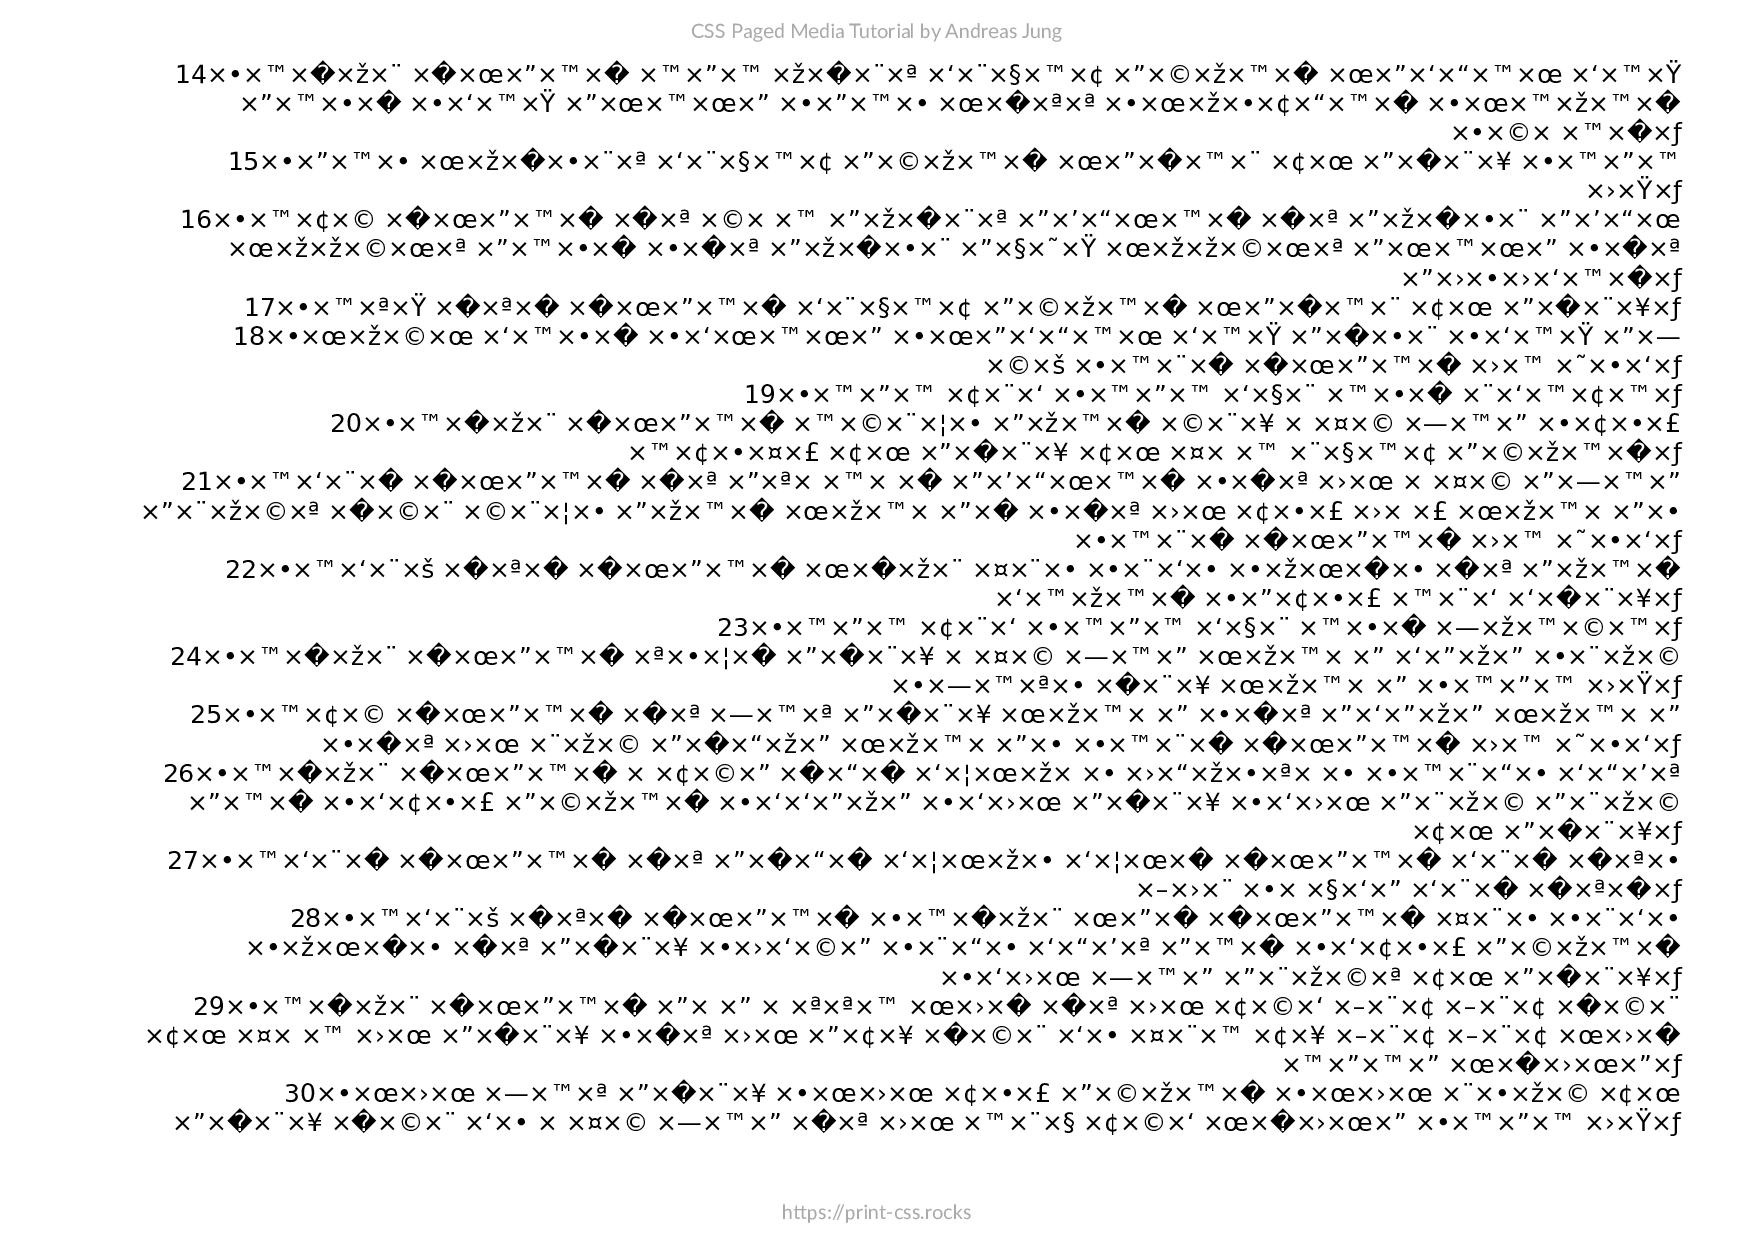 CSS Paged Media Tutorial by Andreas Jung
14×•×™×�×ž×¨ ×�×œ×”×™×� ×™×”×™ ×ž×�×¨×ª ×‘×¨×§×™×¢ ×”×©×ž×™×� ×œ×”×‘×“×™×œ ×‘×™×Ÿ
×”×™×•×� ×•×‘×™×Ÿ ×”×œ×™×œ×” ×•×”×™×• ×œ×�×ª×ª ×•×œ×ž×•×¢×“×™×� ×•×œ×™×ž×™×�
×•×©× ×™×�×ƒ
15×•×”×™×• ×œ×ž×�×•×¨×ª ×‘×¨×§×™×¢ ×”×©×ž×™×� ×œ×”×�×™×¨ ×¢×œ ×”×�×¨×¥ ×•×™×”×™
×›×Ÿ×ƒ
16×•×™×¢×© ×�×œ×”×™×� ×�×ª ×©× ×™ ×”×ž×�×¨×ª ×”×’×“×œ×™×� ×�×ª ×”×ž×�×•×¨ ×”×’×“×œ
×œ×ž×ž×©×œ×ª ×”×™×•×� ×•×�×ª ×”×ž×�×•×¨ ×”×§×˜×Ÿ ×œ×ž×ž×©×œ×ª ×”×œ×™×œ×” ×•×�×ª
×”×›×•×›×‘×™×�×ƒ
17×•×™×ª×Ÿ ×�×ª×� ×�×œ×”×™×� ×‘×¨×§×™×¢ ×”×©×ž×™×� ×œ×”×�×™×¨ ×¢×œ ×”×�×¨×¥×ƒ
18×•×œ×ž×©×œ ×‘×™×•×� ×•×‘×œ×™×œ×” ×•×œ×”×‘×“×™×œ ×‘×™×Ÿ ×”×�×•×¨ ×•×‘×™×Ÿ ×”×—
×©×š ×•×™×¨×� ×�×œ×”×™×� ×›×™ ×˜×•×‘×ƒ
19×•×™×”×™ ×¢×¨×‘ ×•×™×”×™ ×‘×§×¨ ×™×•×� ×¨×‘×™×¢×™×ƒ
20×•×™×�×ž×¨ ×�×œ×”×™×� ×™×©×¨×¦×• ×”×ž×™×� ×©×¨×¥ × ×¤×© ×—×™×” ×•×¢×•×£
×™×¢×•×¤×£ ×¢×œ ×”×�×¨×¥ ×¢×œ ×¤× ×™ ×¨×§×™×¢ ×”×©×ž×™×�×ƒ
21×•×™×‘×¨×� ×�×œ×”×™×� ×�×ª ×”×ª× ×™× ×� ×”×’×“×œ×™×� ×•×�×ª ×›×œ × ×¤×© ×”×—×™×”
×”×¨×ž×©×ª ×�×©×¨ ×©×¨×¦×• ×”×ž×™×� ×œ×ž×™× ×”×� ×•×�×ª ×›×œ ×¢×•×£ ×›× ×£ ×œ×ž×™× ×”×•
×•×™×¨×� ×�×œ×”×™×� ×›×™ ×˜×•×‘×ƒ
22×•×™×‘×¨×š ×�×ª×� ×�×œ×”×™×� ×œ×�×ž×¨ ×¤×¨×• ×•×¨×‘×• ×•×ž×œ×�×• ×�×ª ×”×ž×™×�
×‘×™×ž×™×� ×•×”×¢×•×£ ×™×¨×‘ ×‘×�×¨×¥×ƒ
23×•×™×”×™ ×¢×¨×‘ ×•×™×”×™ ×‘×§×¨ ×™×•×� ×—×ž×™×©×™×ƒ
24×•×™×�×ž×¨ ×�×œ×”×™×� ×ª×•×¦×� ×”×�×¨×¥ × ×¤×© ×—×™×” ×œ×ž×™× ×” ×‘×”×ž×” ×•×¨×ž×©
×•×—×™×ª×• ×�×¨×¥ ×œ×ž×™× ×” ×•×™×”×™ ×›×Ÿ×ƒ
25×•×™×¢×© ×�×œ×”×™×� ×�×ª ×—×™×ª ×”×�×¨×¥ ×œ×ž×™× ×” ×•×�×ª ×”×‘×”×ž×” ×œ×ž×™× ×”
×•×�×ª ×›×œ ×¨×ž×© ×”×�×“×ž×” ×œ×ž×™× ×”×• ×•×™×¨×� ×�×œ×”×™×� ×›×™ ×˜×•×‘×ƒ
26×•×™×�×ž×¨ ×�×œ×”×™×� × ×¢×©×” ×�×“×� ×‘×¦×œ×ž× ×• ×›×“×ž×•×ª× ×• ×•×™×¨×“×• ×‘×“×’×ª
×”×™×� ×•×‘×¢×•×£ ×”×©×ž×™×� ×•×‘×‘×”×ž×” ×•×‘×›×œ ×”×�×¨×¥ ×•×‘×›×œ ×”×¨×ž×© ×”×¨×ž×©
×¢×œ ×”×�×¨×¥×ƒ
27×•×™×‘×¨×� ×�×œ×”×™×� ×�×ª ×”×�×“×� ×‘×¦×œ×ž×• ×‘×¦×œ×� ×�×œ×”×™×� ×‘×¨×� ×�×ª×•
×–×›×¨ ×•× ×§×‘×” ×‘×¨×� ×�×ª×�×ƒ
28×•×™×‘×¨×š ×�×ª×� ×�×œ×”×™×� ×•×™×�×ž×¨ ×œ×”×� ×�×œ×”×™×� ×¤×¨×• ×•×¨×‘×•
×•×ž×œ×�×• ×�×ª ×”×�×¨×¥ ×•×›×‘×©×” ×•×¨×“×• ×‘×“×’×ª ×”×™×� ×•×‘×¢×•×£ ×”×©×ž×™×�
×•×‘×›×œ ×—×™×” ×”×¨×ž×©×ª ×¢×œ ×”×�×¨×¥×ƒ
29×•×™×�×ž×¨ ×�×œ×”×™×� ×”× ×” × ×ª×ª×™ ×œ×›×� ×�×ª ×›×œ ×¢×©×‘ ×–×¨×¢ ×–×¨×¢ ×�×©×¨
×¢×œ ×¤× ×™ ×›×œ ×”×�×¨×¥ ×•×�×ª ×›×œ ×”×¢×¥ ×�×©×¨ ×‘×• ×¤×¨×™ ×¢×¥ ×–×¨×¢ ×–×¨×¢ ×œ×›×�
×™×”×™×” ×œ×�×›×œ×”×ƒ
30×•×œ×›×œ ×—×™×ª ×”×�×¨×¥ ×•×œ×›×œ ×¢×•×£ ×”×©×ž×™×� ×•×œ×›×œ ×¨×•×ž×© ×¢×œ
×”×�×¨×¥ ×�×©×¨ ×‘×• × ×¤×© ×—×™×” ×�×ª ×›×œ ×™×¨×§ ×¢×©×‘ ×œ×�×›×œ×” ×•×™×”×™ ×›×Ÿ×ƒ
https://print-css.rocks